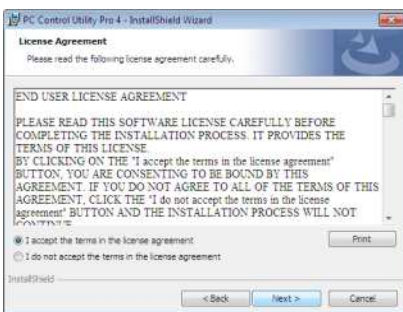 PC Control Utility Pro 4 - InstallShield Wizard
License Agreement
Please read the following license agreement carefully.
END USER LICENSE AGREEMENT
PLEASE READ THIS SOFTWARE LICENSE CAREFULLY BEFORE
COMPLETING THE INSTALLATION PROCESS. IT PROVIDES THE
TERMS OF THIS LICENSE.
BY CLICKING ON THE "I accept the terms in the license agreement"
BUTTON, YOU ARE CONSENTING TO BE BOUND BY THIS
AGREEMENT. IF YOU DO NOT AGREE TO ALL OF THE TERMS OF THIS
AGREEMENT, CLICK THE "I do not accept the terms in the license
agreement" BUTTON AND THE INSTALLATION PROCESS WILL NOT
CONTINUE.
I accept the terms in the license agreement
Print
I do not accept the terms in the license agreement
InstallShield
< Back
Next >
Cancel